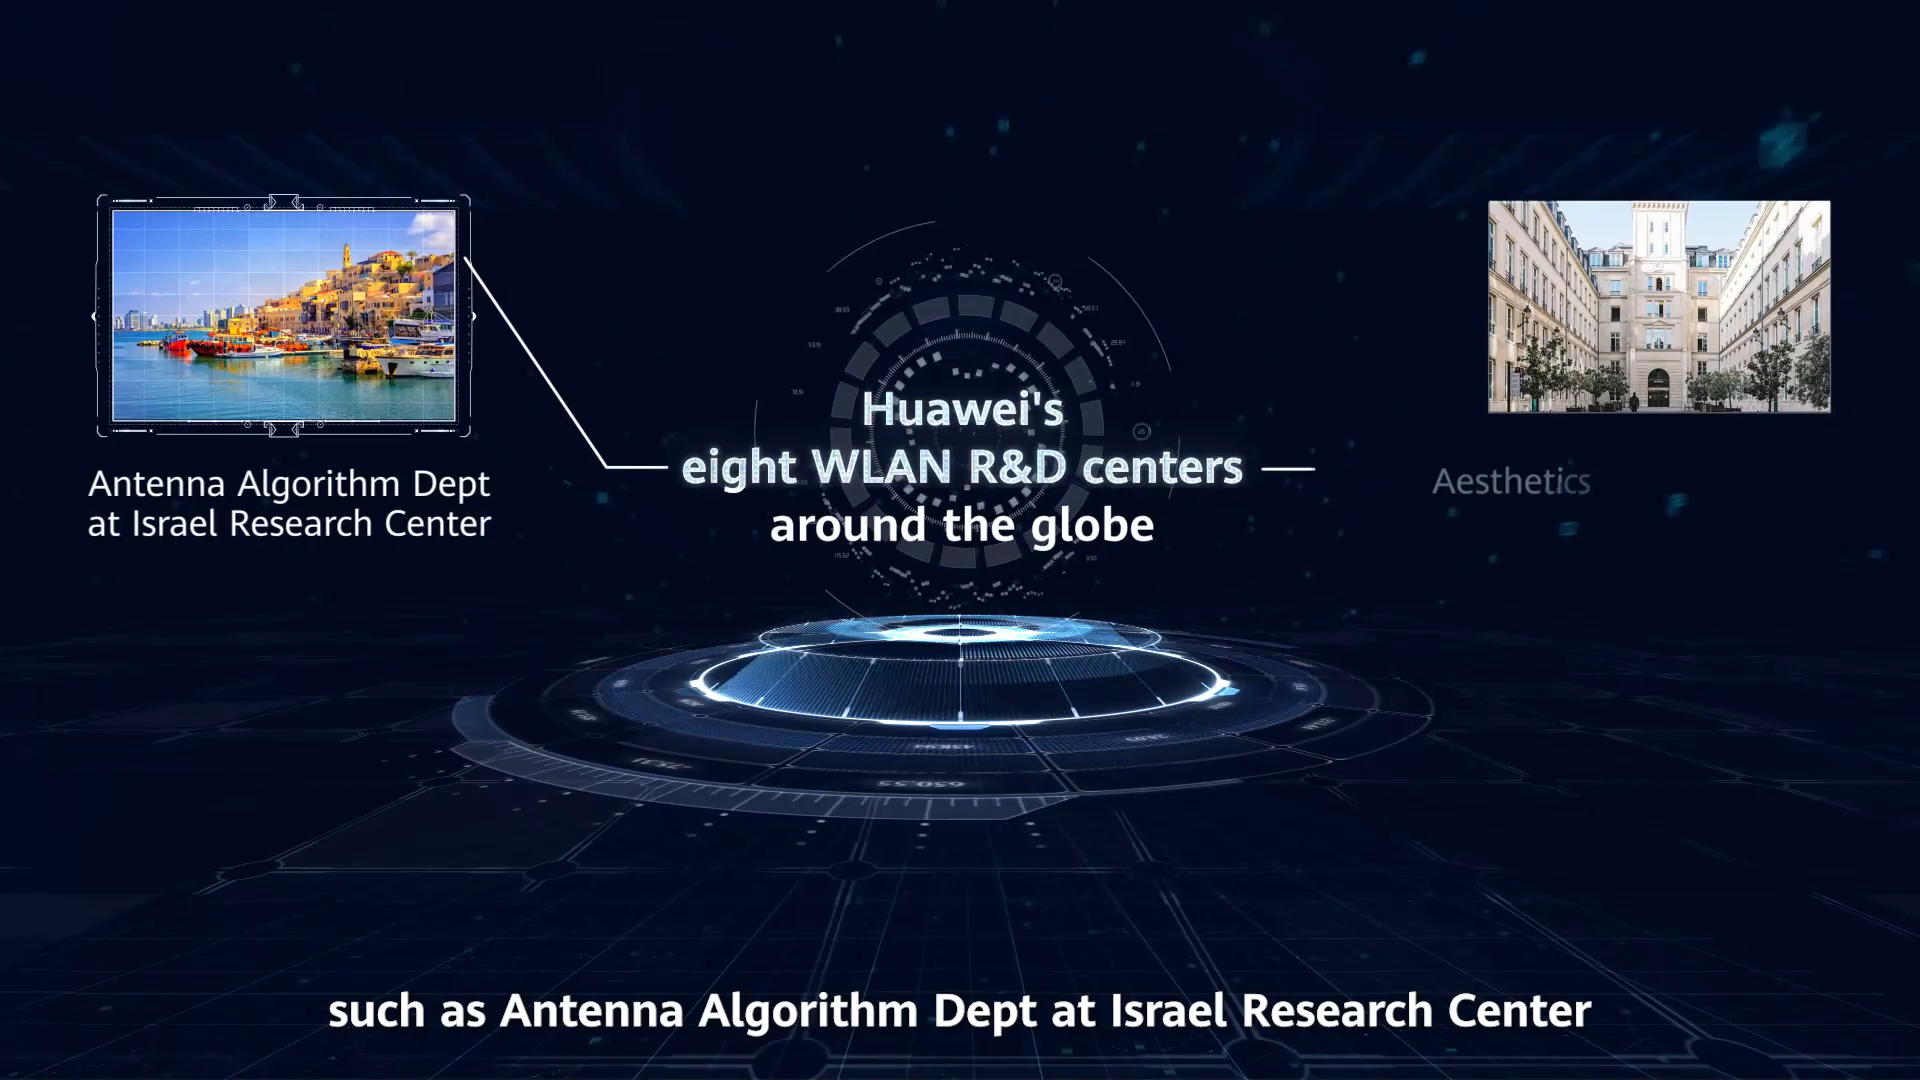 Huawei's
eight WLAN R&D centers
around the globe
Antenna Algorithm Dept
at Israel Research Center
Aesthetics
such as Antenna Algorithm Dept at Israel Research Center